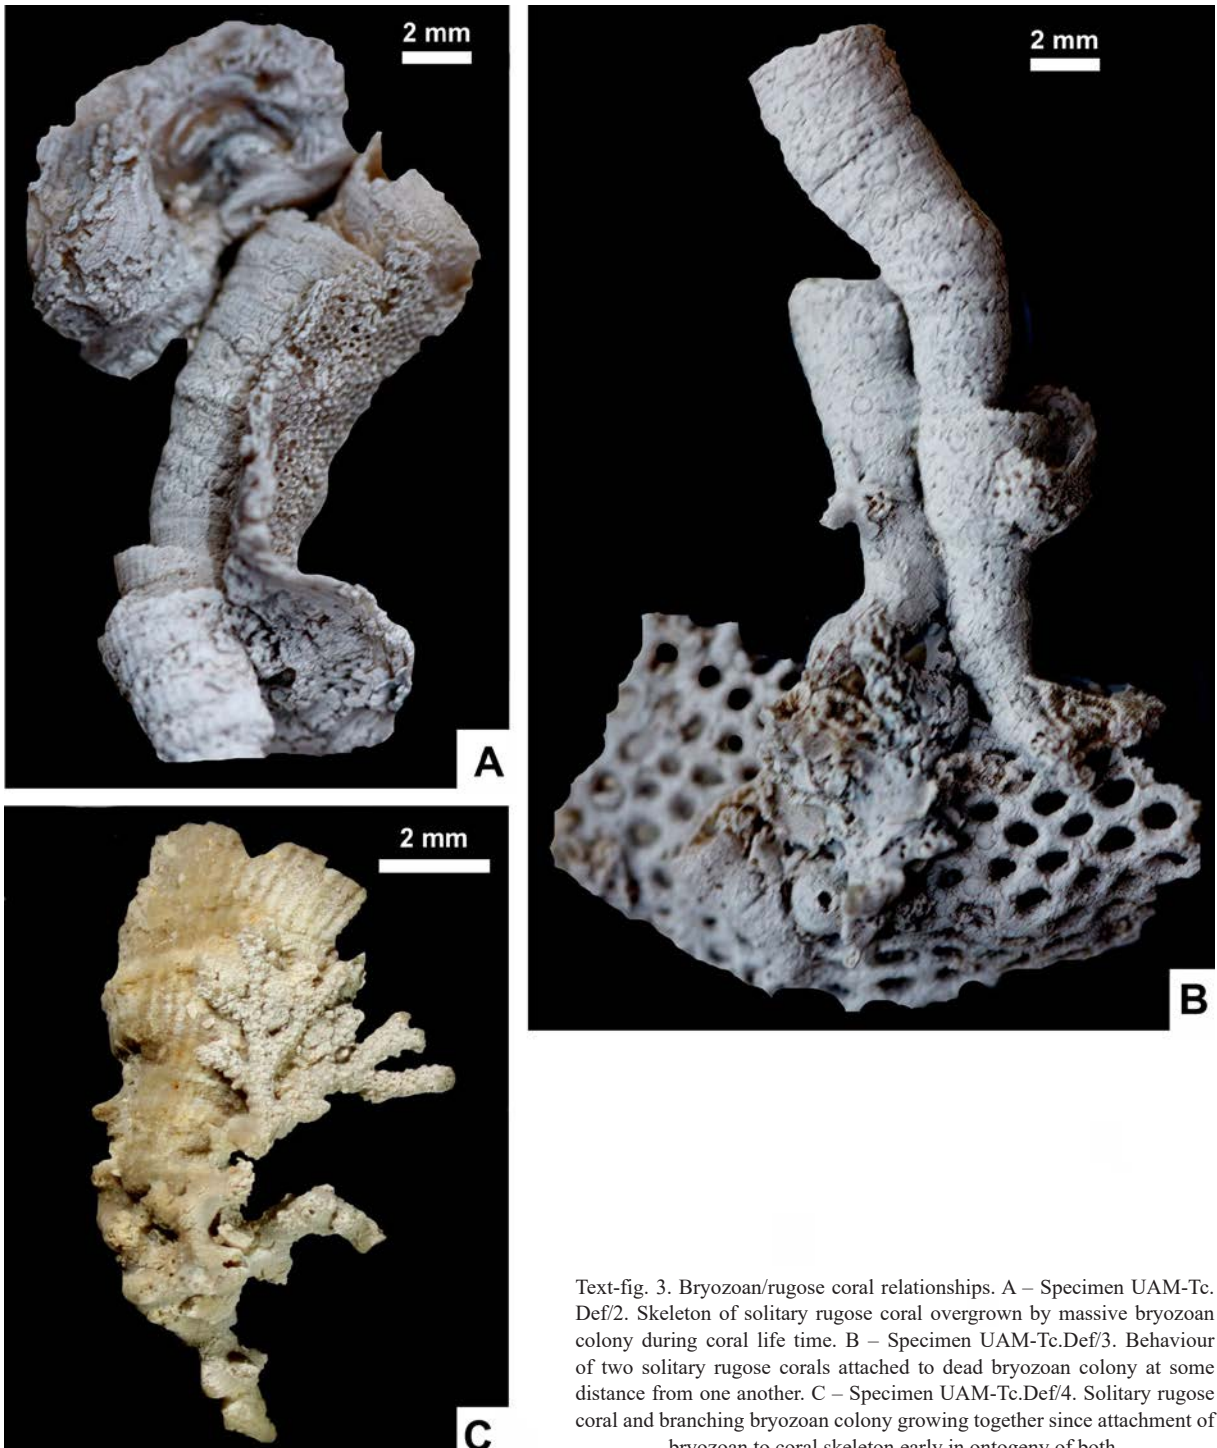 2 mm
2 mm
A
2 mm
B
C
Text-fig. 3. Bryozoan/rugose coral relationships. A – Specimen UAM-Tc.
Def/2. Skeleton of solitary rugose coral overgrown by massive bryozoan
colony during coral life time. B – Specimen UAM-Tc.Def/3. Behaviour
of two solitary rugose corals attached to dead bryozoan colony at some
distance from one another. C – Specimen UAM-Tc.Def/4. Solitary rugose
coral and branching bryozoan colony growing together since attachment of
bryozoan to coral skeleton early in ontogeny of both